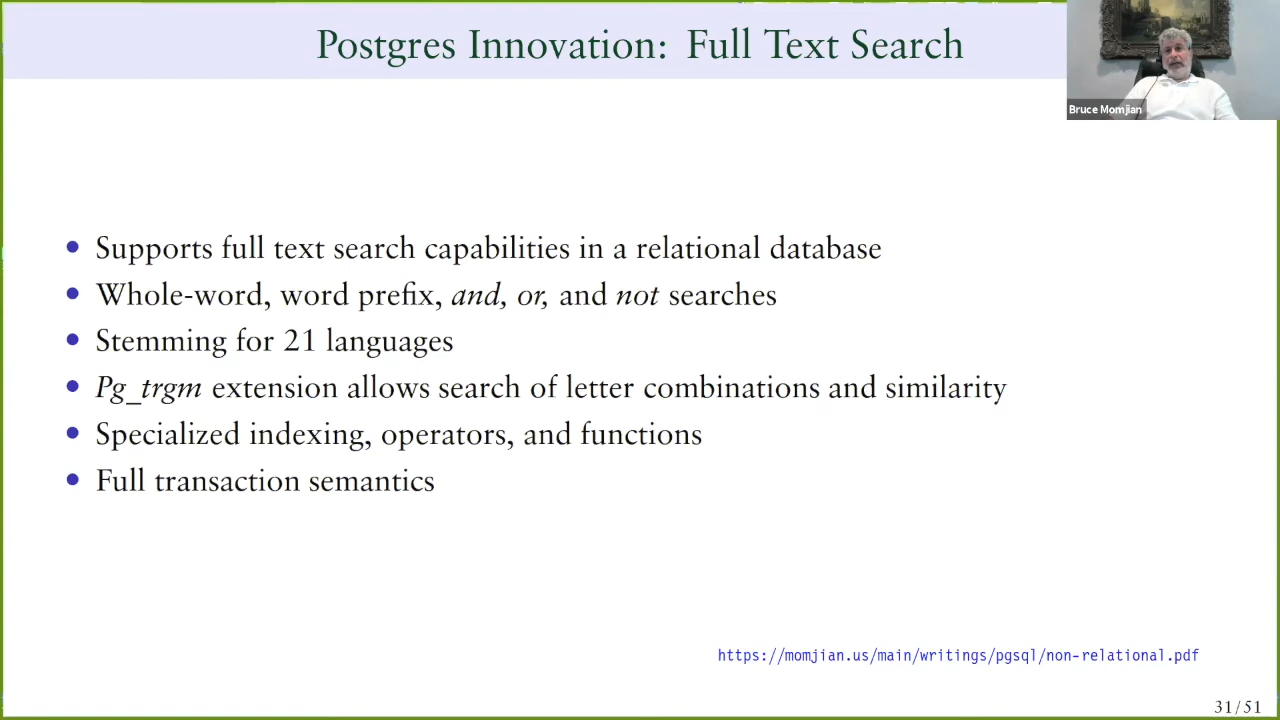 Postgres Innovation: Full Text Search
Bruce Momjian
• Supports full text search capabilities in a relational database
• Whole-word, word prefix, and, or, and not searches
• Stemming for 21 languages
• Pg_trgm extension allows search of letter combinations and similarity
• Specialized indexing, operators, and functions
• Full transaction semantics
https://momjian.us/main/writings/pgsql/non-relational.pdf
31/51